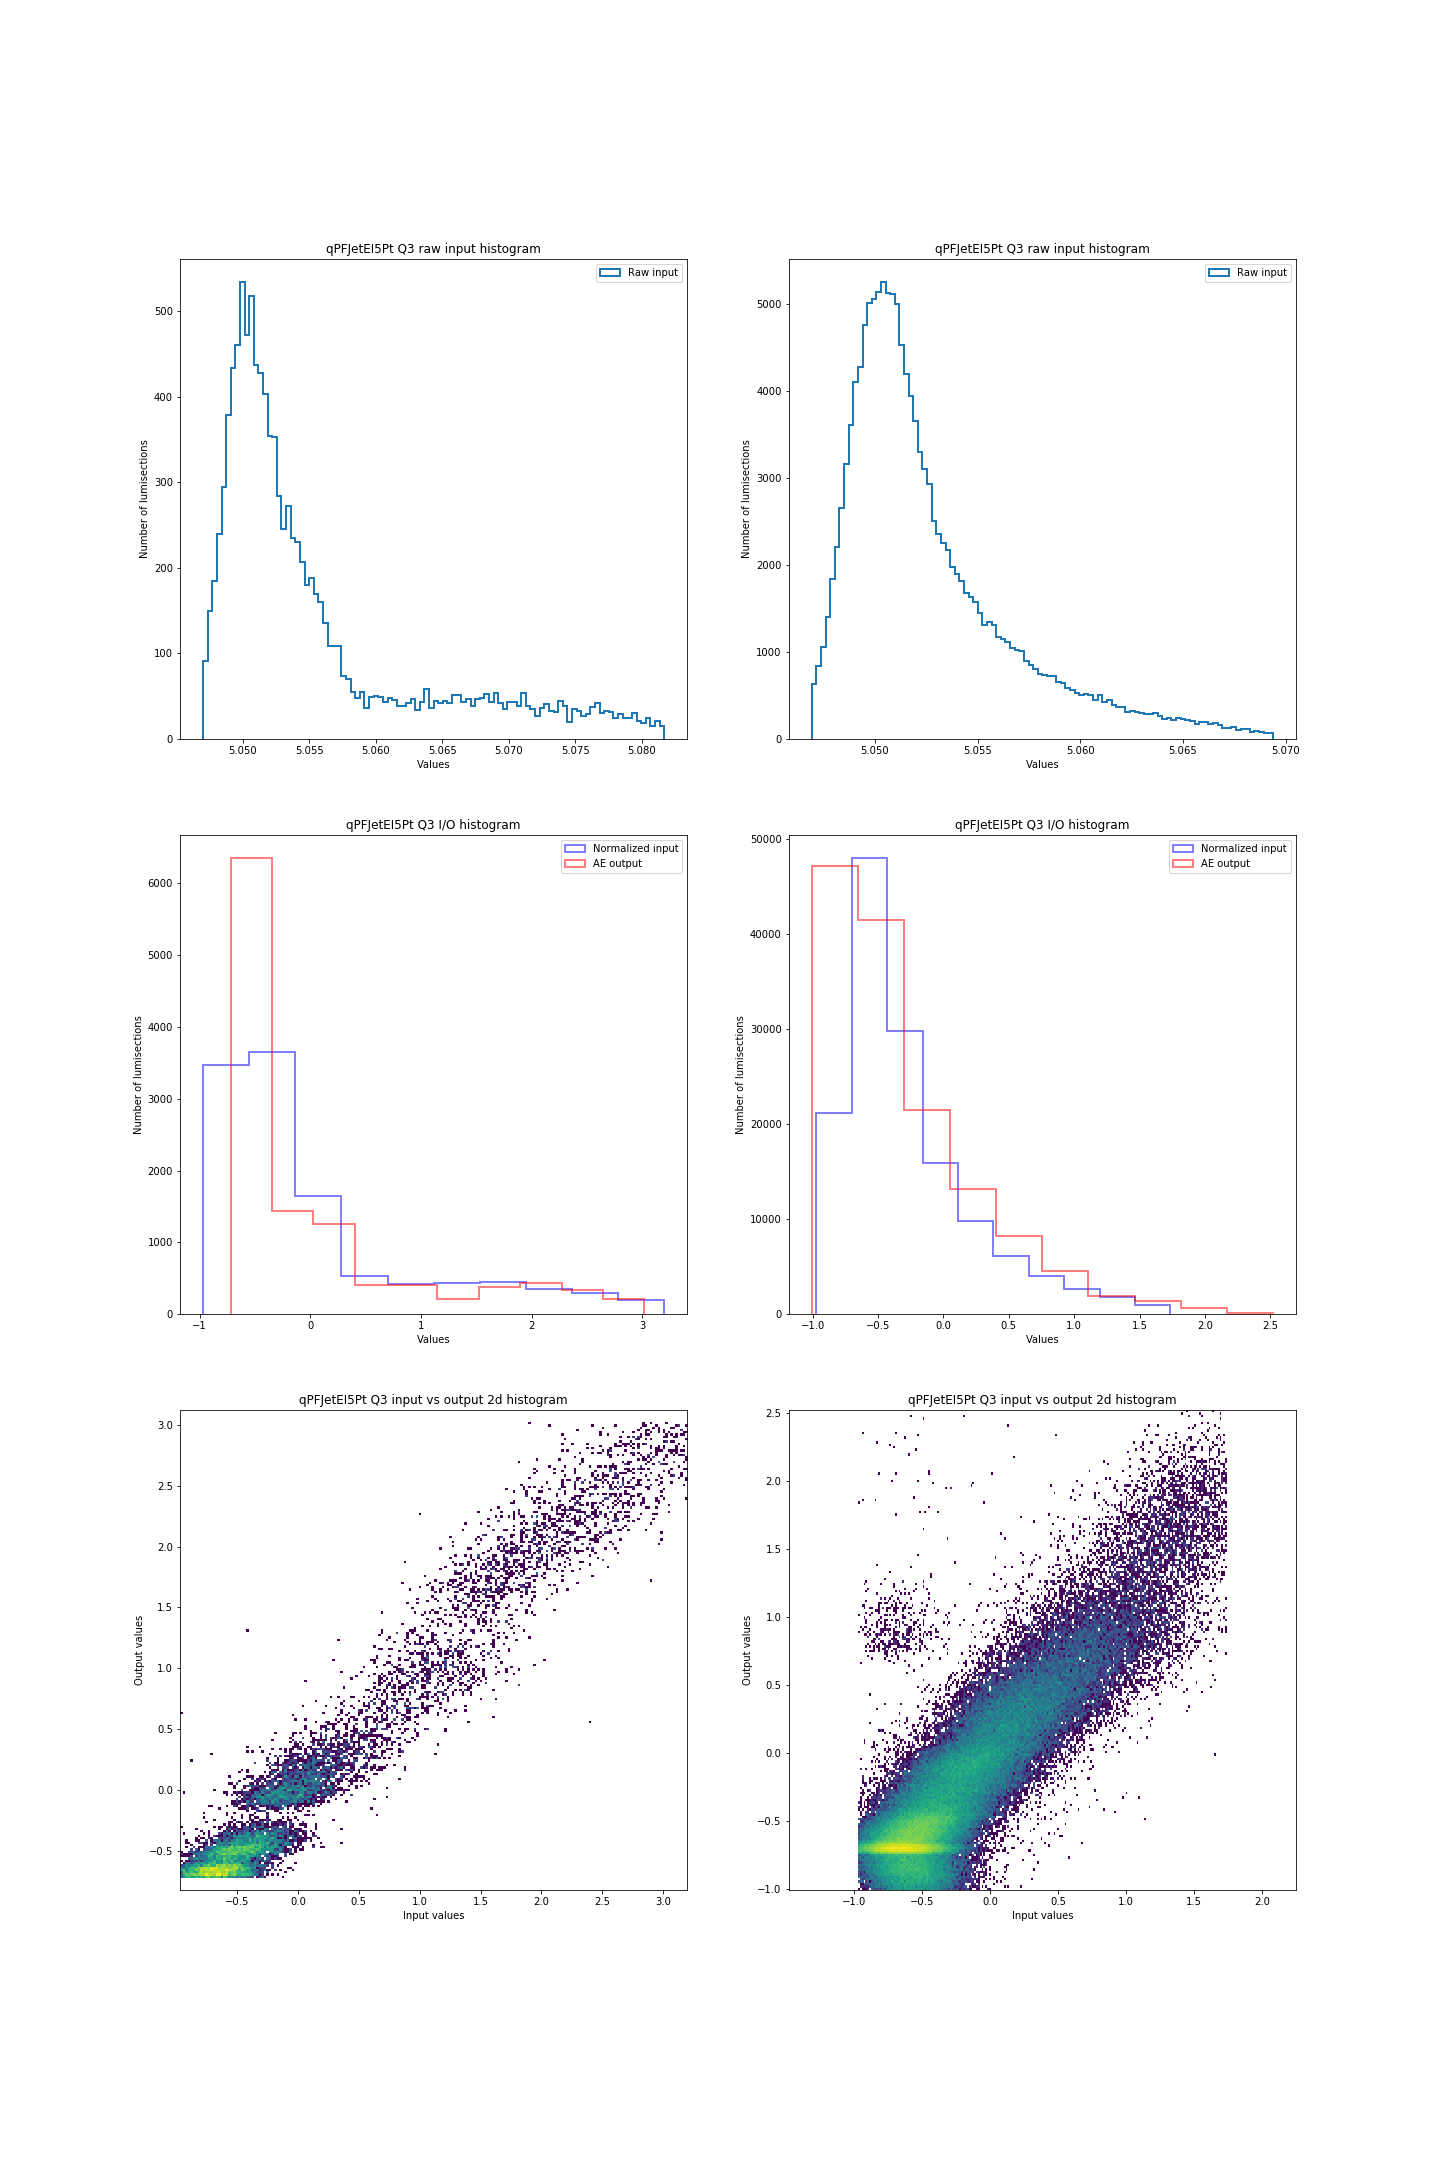 qPFJetEI5Pt Q3 raw input histogram
Raw input
Number of lumisections
500
400
300
200
100
0
5.050 5.055 5.060 5.065 5.070 5.075 5.080
Values
qPFJetEI5Pt Q3 raw input histogram
Raw input
Number of lumisections
5000
4000
3000
2000
1000
0
5.050 5.055 5.060 5.065 5.070
Values
qPFJetEI5Pt Q3 I/O histogram
Normalized input
AE output
Number of lumisections
6000
5000
4000
3000
2000
1000
0
−1 0 1 2 3
Values
qPFJetEI5Pt Q3 I/O histogram
Normalized input
AE output
Number of lumisections
50000
40000
30000
20000
10000
0
−1.0 −0.5 0.0 0.5 1.0 1.5 2.0 2.5
Values
qPFJetEI5Pt Q3 input vs output 2d histogram
Output values
3.0
2.5
2.0
1.5
1.0
0.5
0.0
−0.5
−0.5 0.0 0.5 1.0 1.5 2.0 2.5 3.0
Input values
qPFJetEI5Pt Q3 input vs output 2d histogram
Output values
2.5
2.0
1.5
1.0
0.5
0.0
−0.5
−1.0
−1.0 −0.5 0.0 0.5 1.0 1.5 2.0
Input values